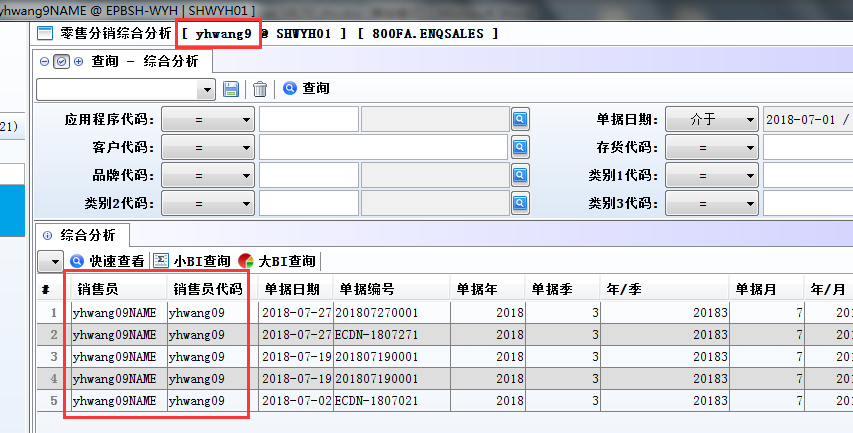 yhwang9NAME @ EPBSH-WYH | SHWYH01 ]
零售分销综合分析 [ yhwang9 @ SHWYH01 ] [ 800FA.ENQSALES ]
查询 - 综合分析
查询
21)
应用程序代码: = 单据日期: 介于 2018-07-01 /
客户代码: = 存货代码: =
品牌代码: = 类别1代码: =
类别2代码: = 类别3代码: =
综合分析
快速查看 小BI查询 大BI查询
# 销售员 销售员代码 单据日期 单据编号 单据年 单据季 年/季 单据月 年/月
1 yhwang09NAME yhwang09 2018-07-27 201807270001 2018 3 20183 7 201
2 yhwang09NAME yhwang09 2018-07-27 ECDN-1807271 2018 3 20183 7 201
3 yhwang09NAME yhwang09 2018-07-19 201807190001 2018 3 20183 7 201
4 yhwang09NAME yhwang09 2018-07-19 201807190001 2018 3 20183 7 201
5 yhwang09NAME yhwang09 2018-07-02 ECDN-1807021 2018 3 20183 7 201